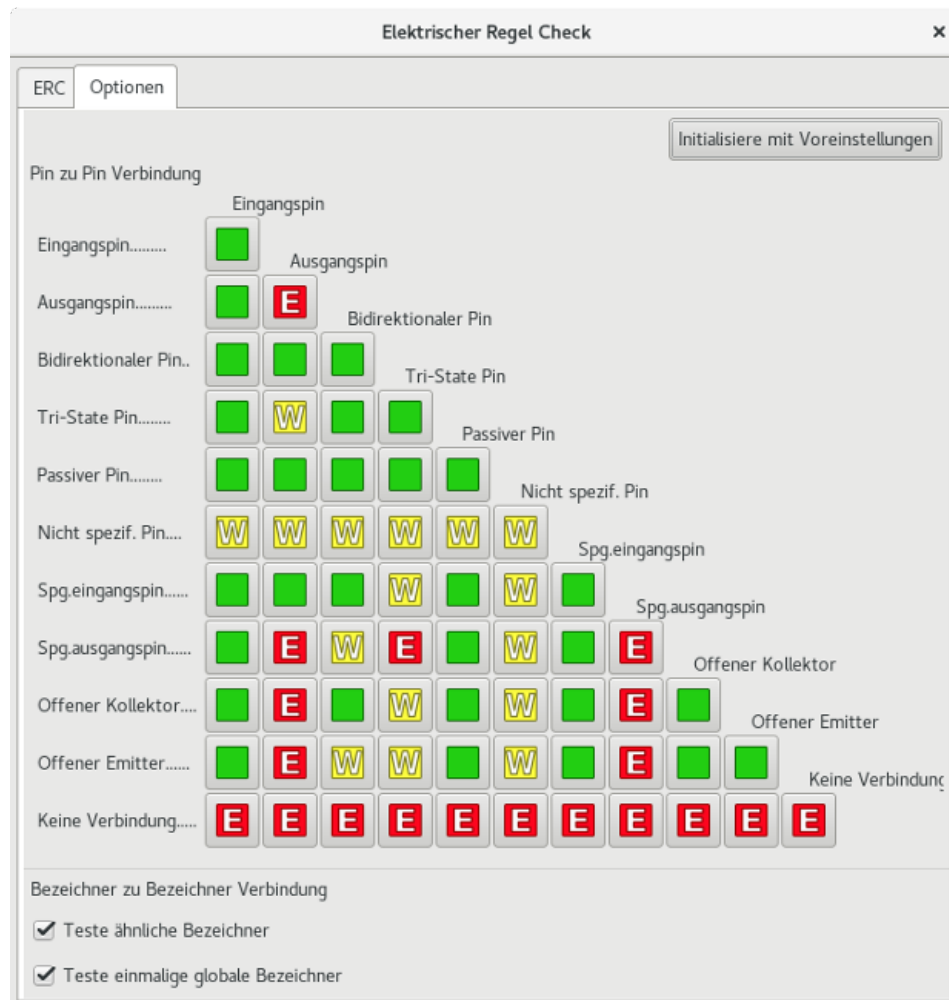 Elektrischer Regel Check ×
ERC Optionen
Initialisiere mit Voreinstellungen
Pin zu Pin Verbindung
Eingangspin
Eingangspin.........
Ausgangspin
Ausgangspin......... E
Bidirektionaler Pin
Bidirektionaler Pin..
Tri-State Pin
Tri-State Pin........ W
Passiver Pin
Passiver Pin........
Nicht spezif. Pin
Nicht spezif. Pin.... W W W W W W
Spg.eingangspin
Spg.eingangspin...... W W
Spg.ausgangspin
Spg.ausgangspin...... E W E W E
Offener Kollektor
Offener Kollektor.... E W W E
Offener Emitter
Offener Emitter...... E W W W E
Keine Verbindung
Keine Verbindung..... E E E E E E E E E E E
Bezeichner zu Bezeichner Verbindung
Teste ähnliche Bezeichner
Teste einmalige globale Bezeichner